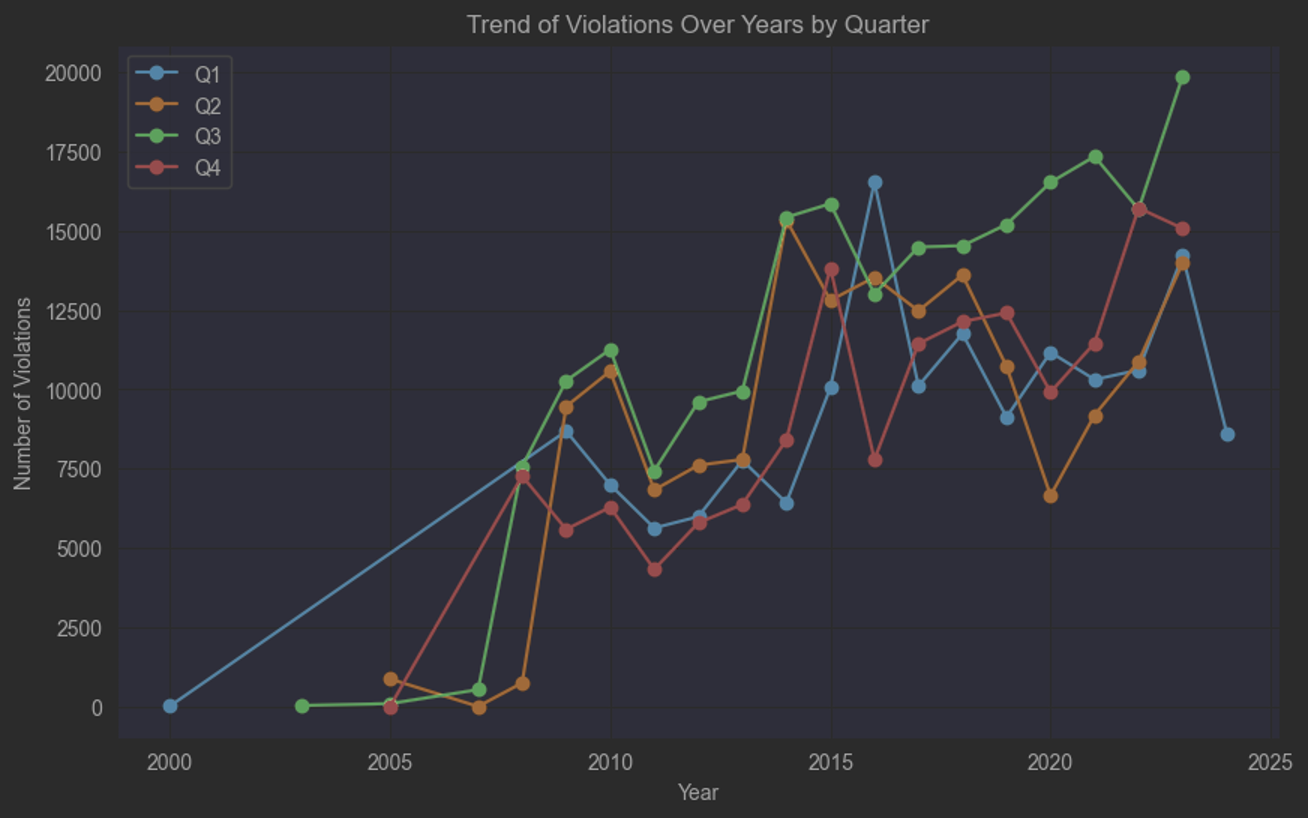 Trend of Violations Over Years by Quarter
Q1
Q2
Q3
Q4
20000
17500
15000
12500
10000
7500
5000
2500
0
Number of Violations
2000 2005 2010 2015 2020 2025
Year